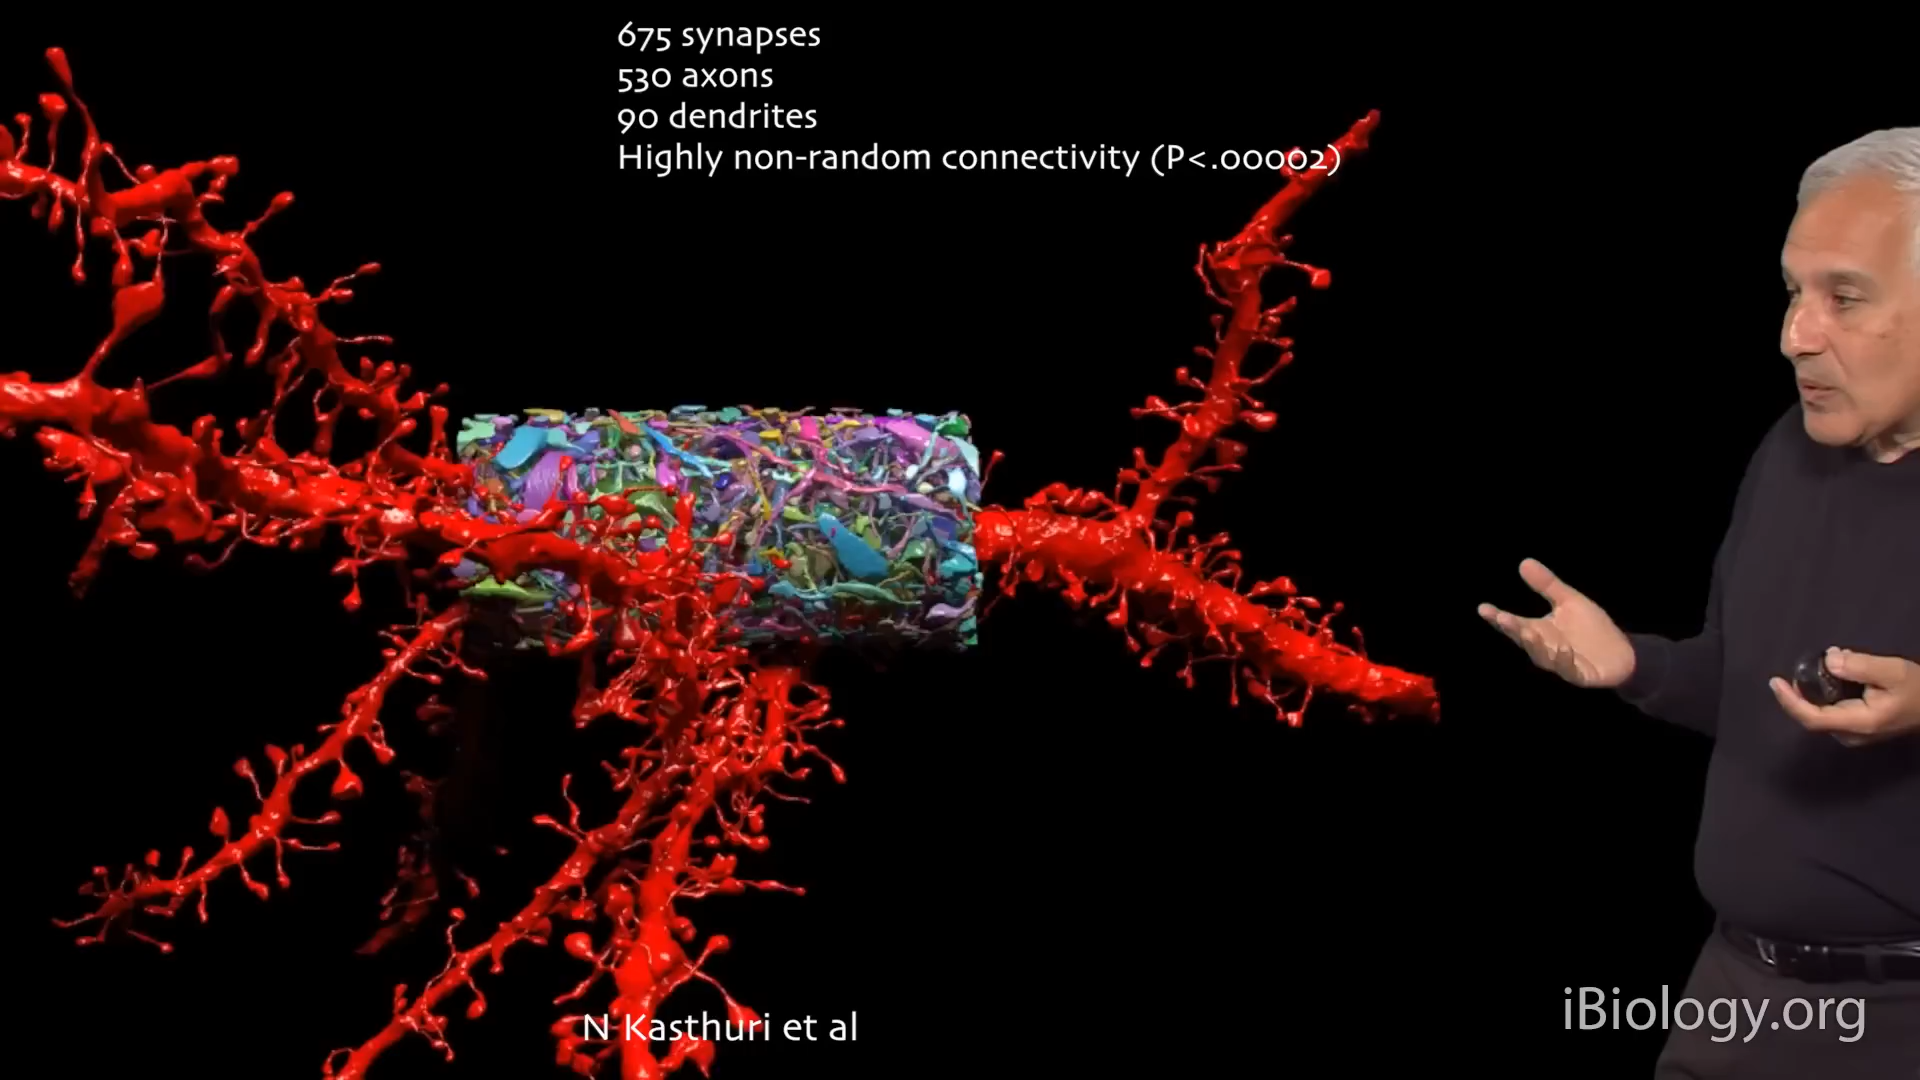 675 synapses
530 axons
90 dendrites
Highly non-random connectivity (P<.00002)
N Kasthuri et al
iBiology.org